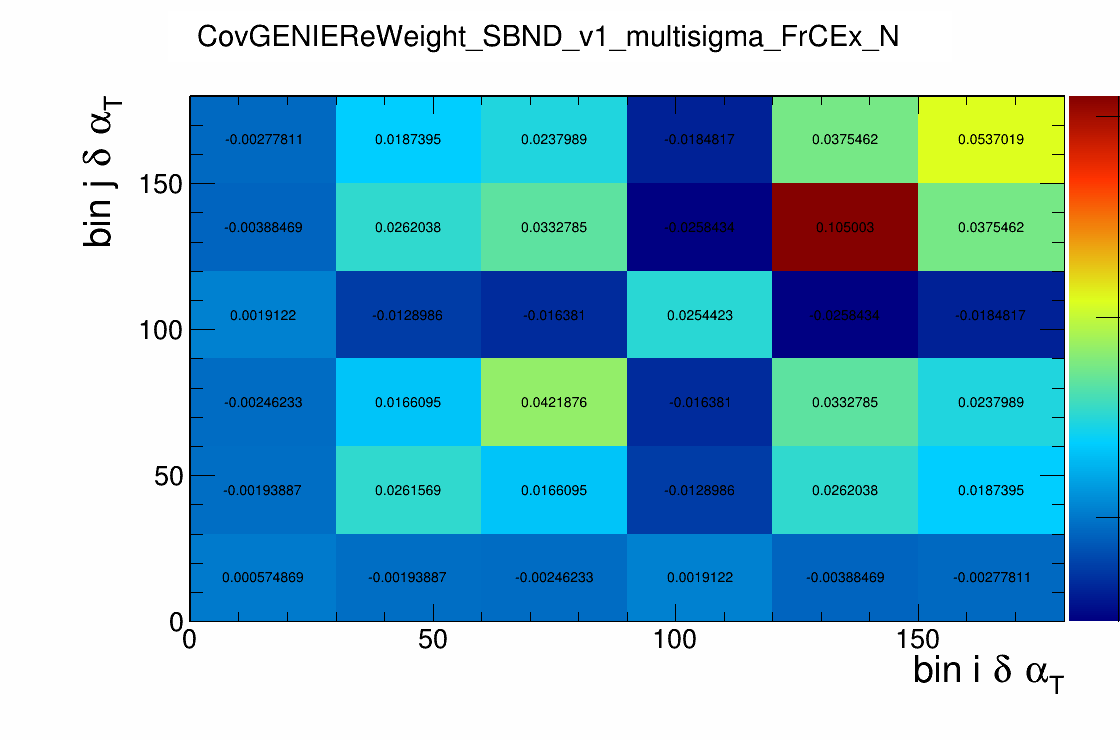 CovGENIEReWeight_SBND_v1_multisigma_FrCEx_N
bin j δ α_T
150
100
50
0
-0.00277811 0.0187395 0.0237989 -0.0184817 0.0375462 0.0537019
-0.00388469 0.0262038 0.0332785 -0.0258434 0.105003 0.0375462
0.0019122 -0.0128986 -0.016381 0.0254423 -0.0258434 -0.0184817
-0.00246233 0.0166095 0.0421876 -0.016381 0.0332785 0.0237989
-0.00193887 0.0261569 0.0166095 -0.0128986 0.0262038 0.0187395
0.000574869 -0.00193887 -0.00246233 0.0019122 -0.00388469 -0.00277811
0 50 100 150
bin i δ α_T